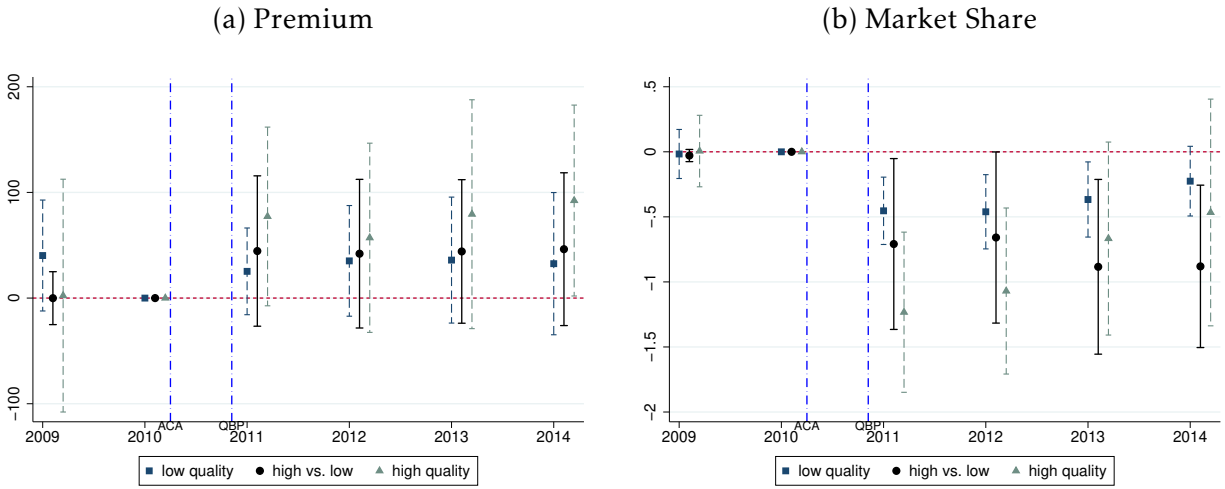 (a) Premium
(b) Market Share
200
100
0
−100
2009
2010
ACA
QBP
2011
2012
2013
2014
low quality
high vs. low
high quality
.5
0
−.5
−1
−1.5
−2
2009
2010
ACA
QBP
2011
2012
2013
2014
low quality
high vs. low
high quality